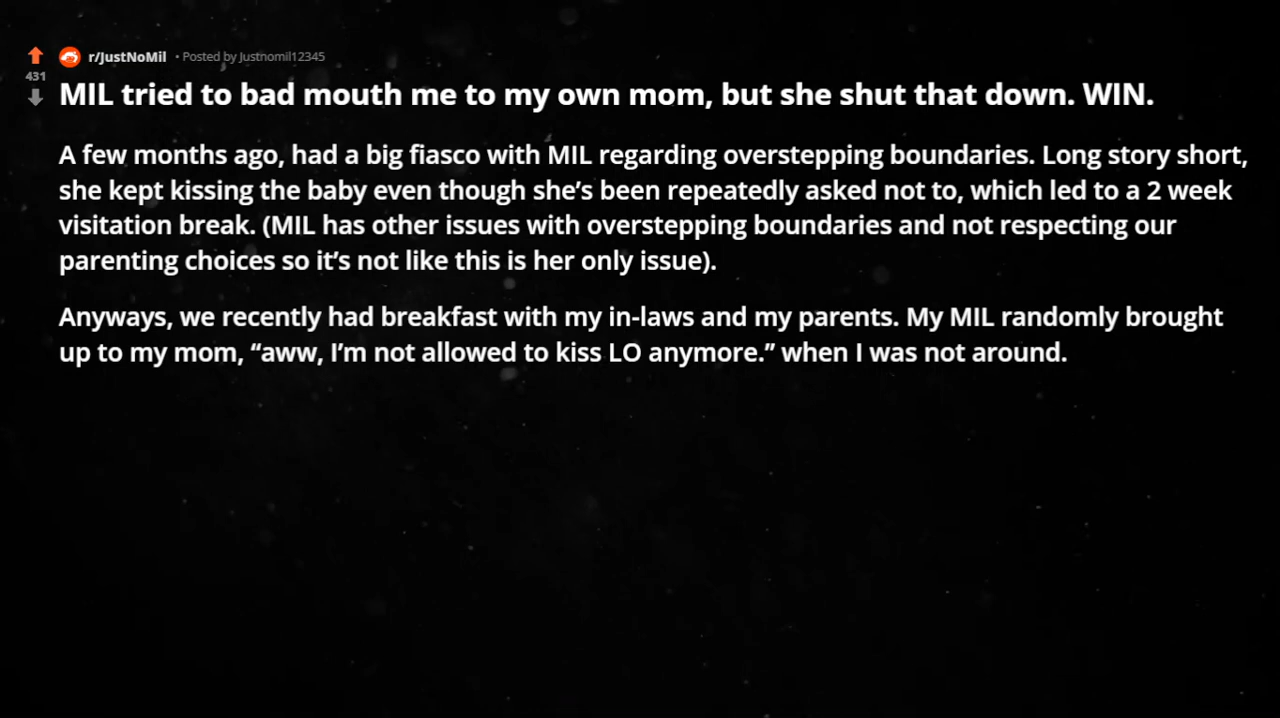 r/JustNoMil • Posted by Justnomil12345
431
MIL tried to bad mouth me to my own mom, but she shut that down. WIN.
A few months ago, had a big fiasco with MIL regarding overstepping boundaries. Long story short,
she kept kissing the baby even though she’s been repeatedly asked not to, which led to a 2 week
visitation break. (MIL has other issues with overstepping boundaries and not respecting our
parenting choices so it’s not like this is her only issue).
Anyways, we recently had breakfast with my in-laws and my parents. My MIL randomly brought
up to my mom, “aww, I’m not allowed to kiss LO anymore.” when I was not around.